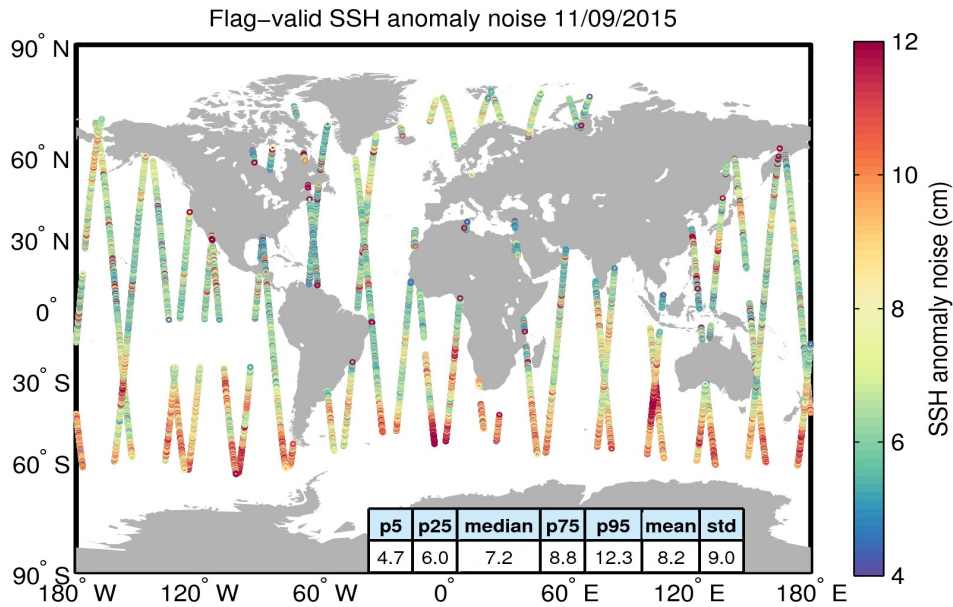 Flag−valid SSH anomaly noise 11/09/2015
90° N
60° N
30° N
0°
30° S
60° S
90° S
180° W
120° W
60° W
0°
60° E
120° E
180° E
p5 p25 median p75 p95 mean std
4.7 6.0 7.2 8.8 12.3 8.2 9.0
12
10
8
6
4
SSH anomaly noise (cm)